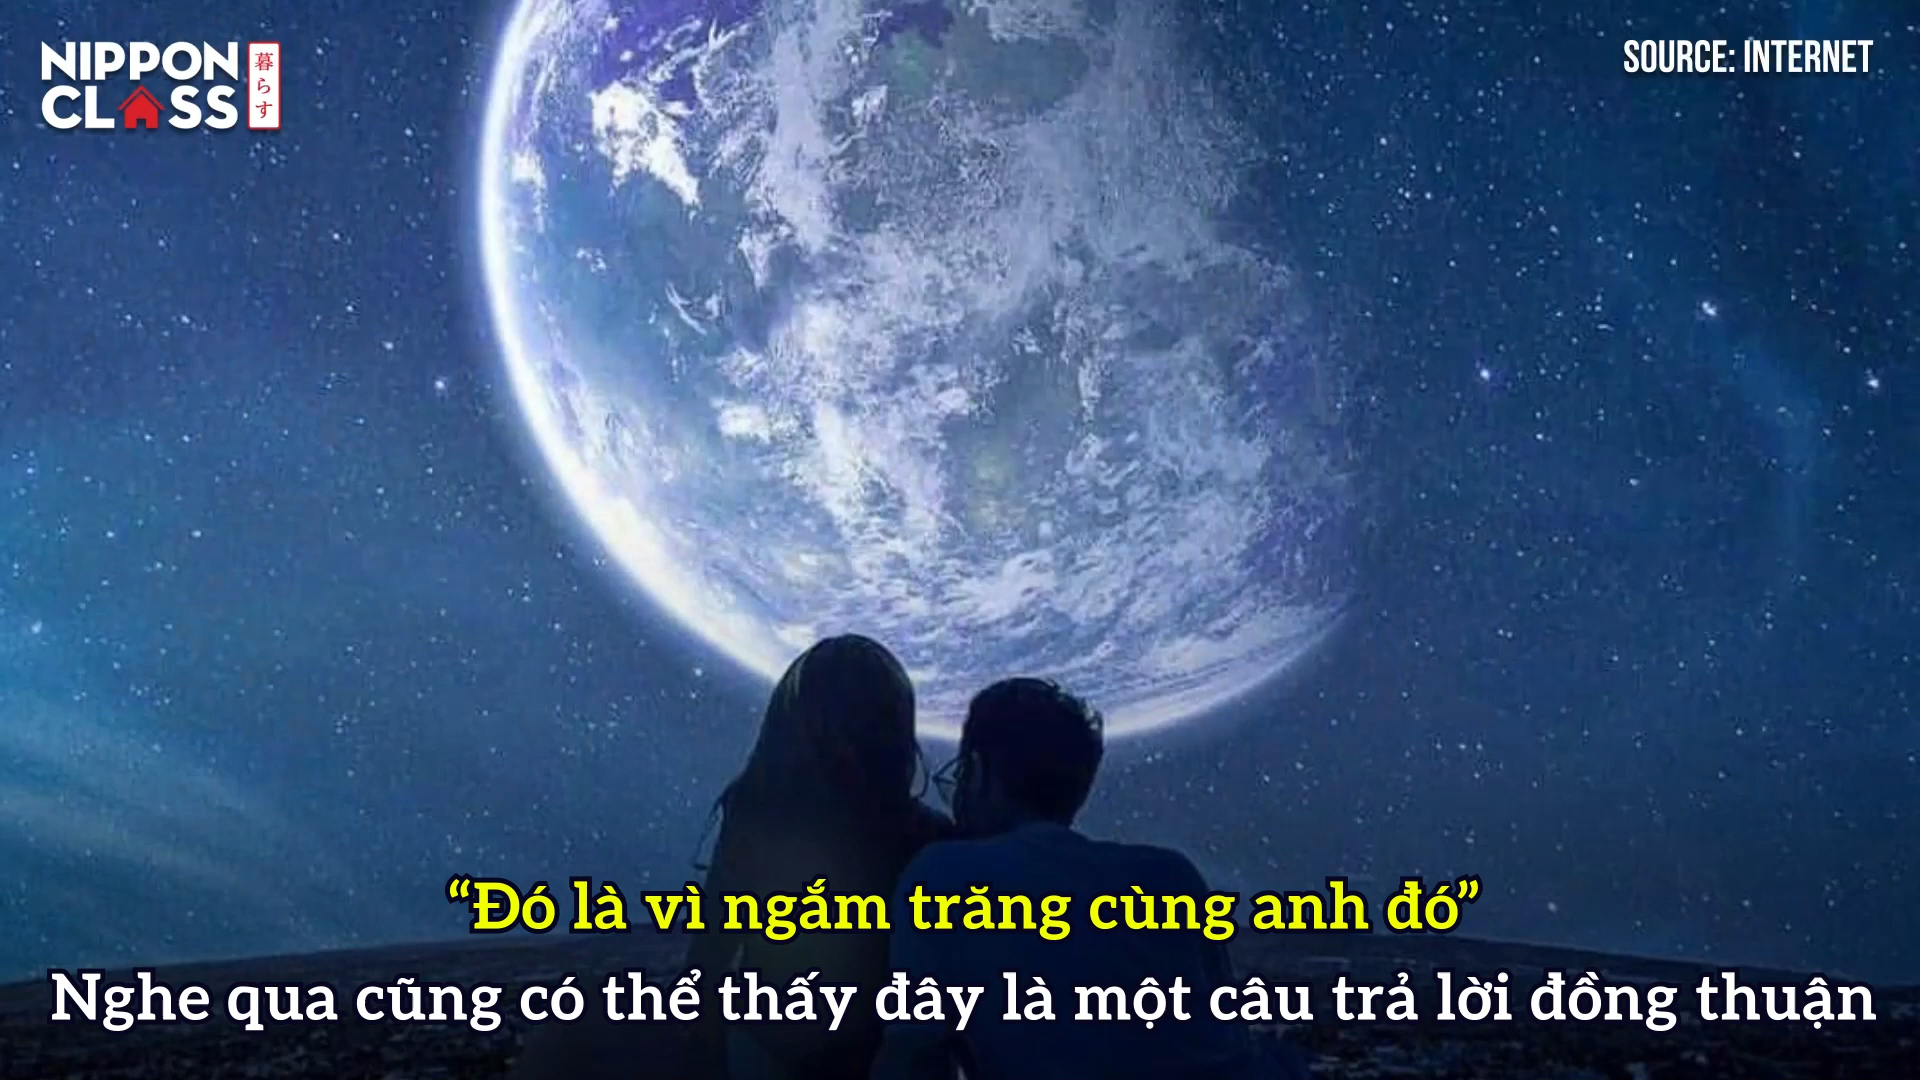 NIPPON
CLASS
暮らす
SOURCE: INTERNET
“Đó là vì ngắm trăng cùng anh đó”
Nghe qua cũng có thể thấy đây là một câu trả lời đồng thuận